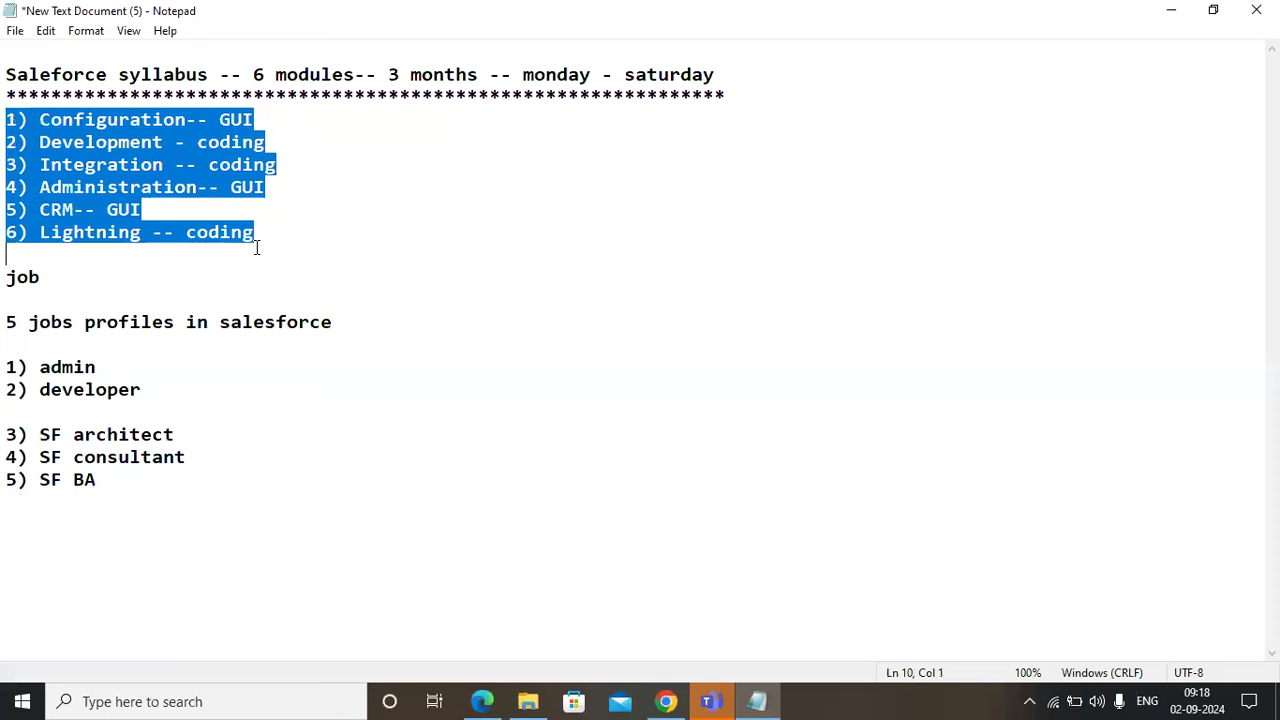 *New Text Document (5) - Notepad
File Edit Format View Help
Saleforce syllabus -- 6 modules-- 3 months -- monday - saturday
****************************************************************
1) Configuration-- GUI
2) Development - coding
3) Integration -- coding
4) Administration-- GUI
5) CRM-- GUI
6) Lightning -- coding
job
5 jobs profiles in salesforce
1) admin
2) developer
3) SF architect
4) SF consultant
5) SF BA
Ln 10, Col 1 100% Windows (CRLF) UTF-8
Type here to search
ENG
09:18
02-09-2024